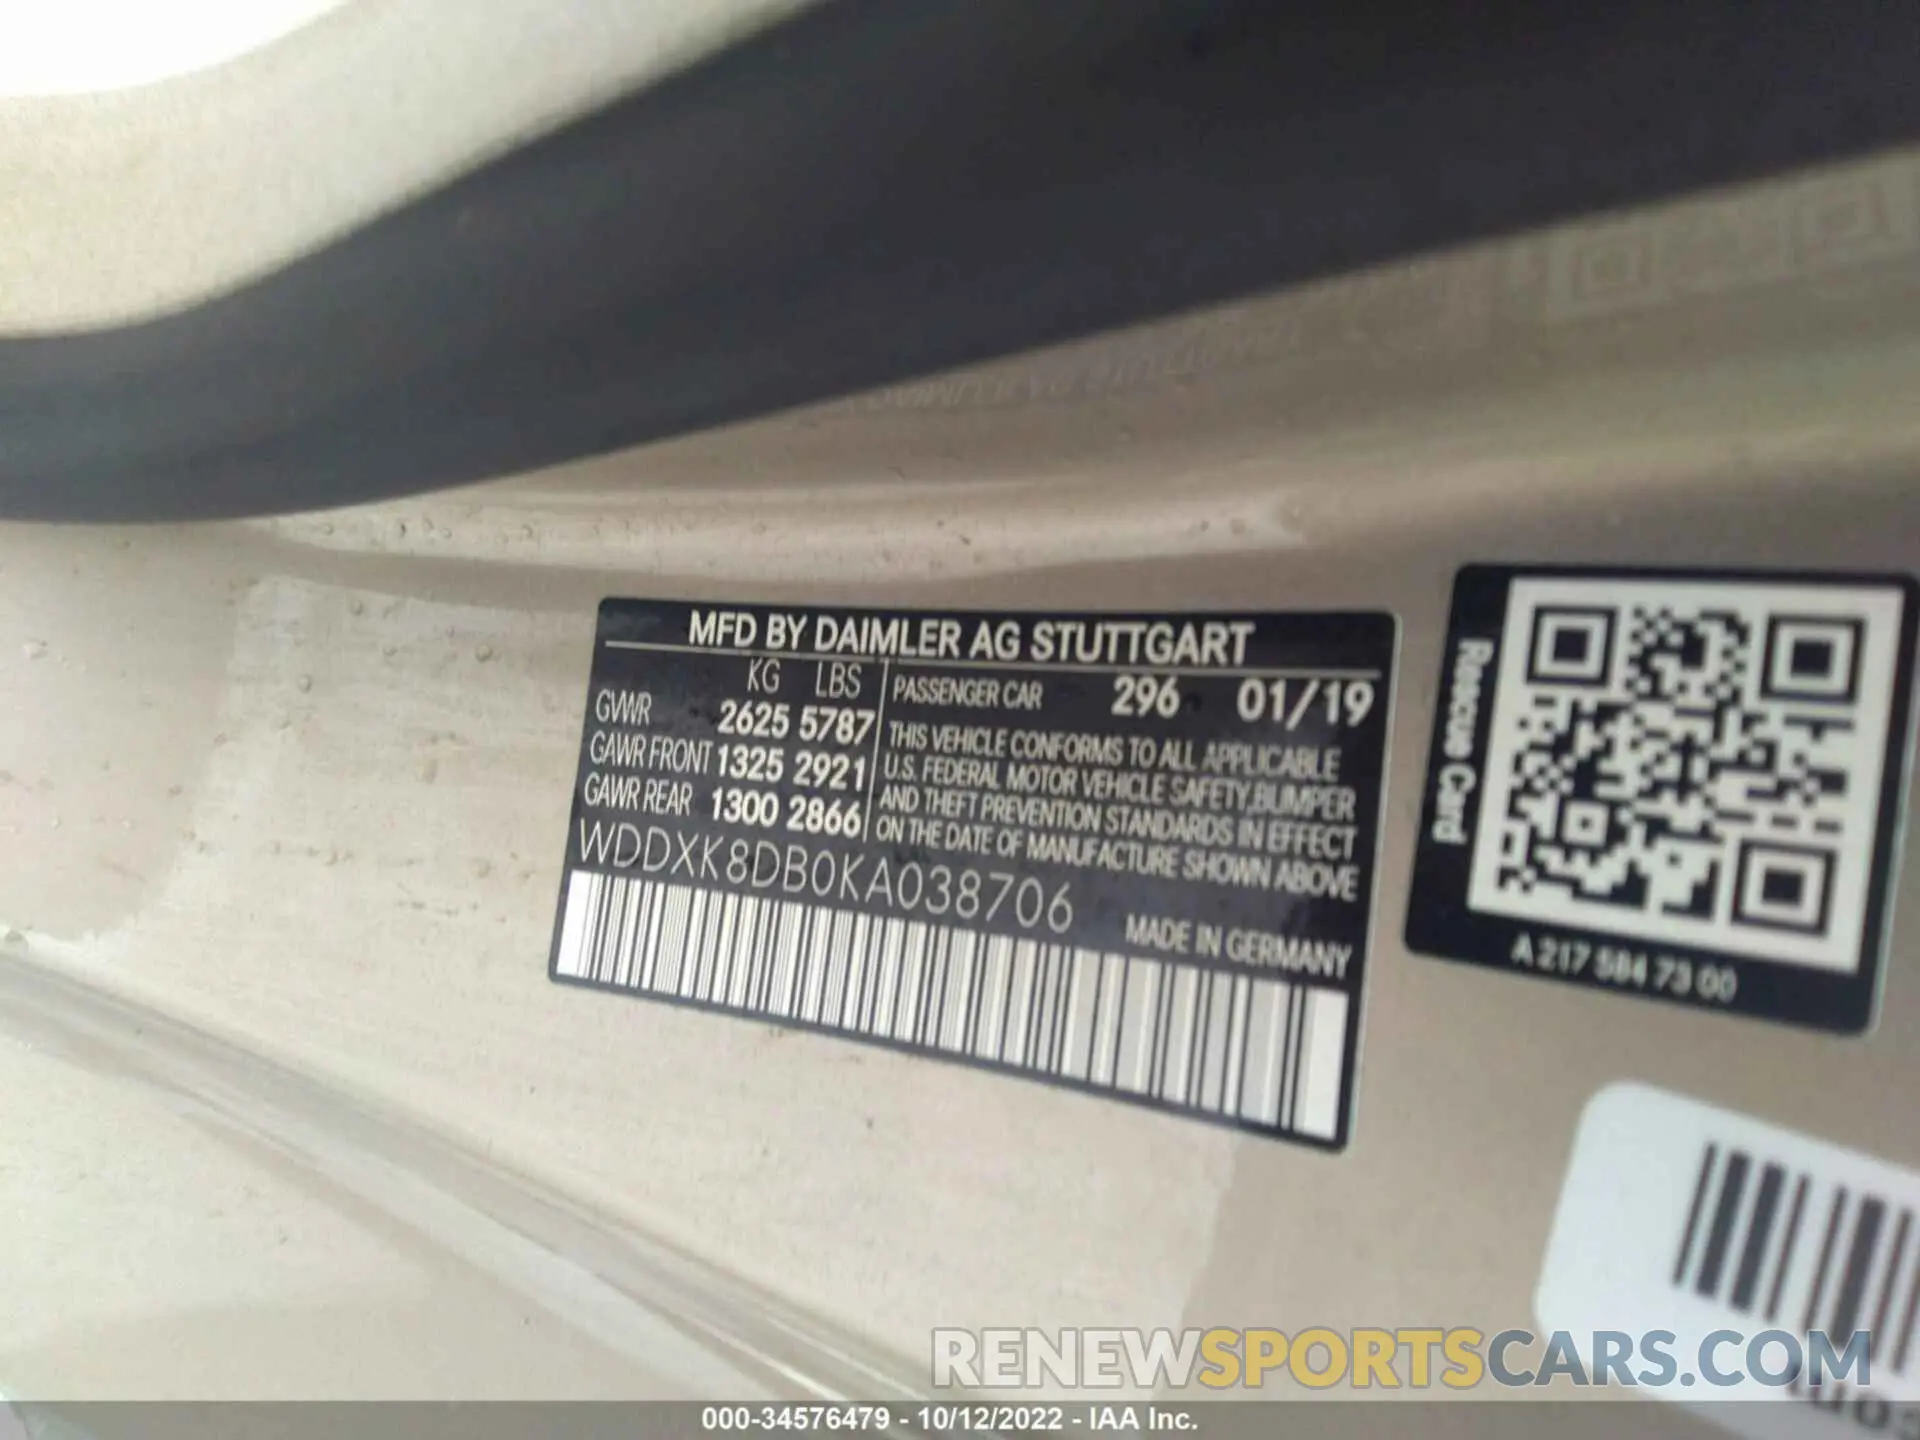 MFD BY DAIMLER AG STUTTGART
KG LBS
GVWR 2625 5787
GAWR FRONT 1325 2921
GAWR REAR 1300 2866
PASSENGER CAR 296 01/19
THIS VEHICLE CONFORMS TO ALL APPLICABLE
U.S. FEDERAL MOTOR VEHICLE SAFETY, BUMPER
AND THEFT PREVENTION STANDARDS IN EFFECT
ON THE DATE OF MANUFACTURE SHOWN ABOVE
WDDXK8DB0KA038706
MADE IN GERMANY
Rescue Card
A 217 584 73 00
RENEWSPORTSCARS.COM
000-34576479 - 10/12/2022 - IAA Inc.